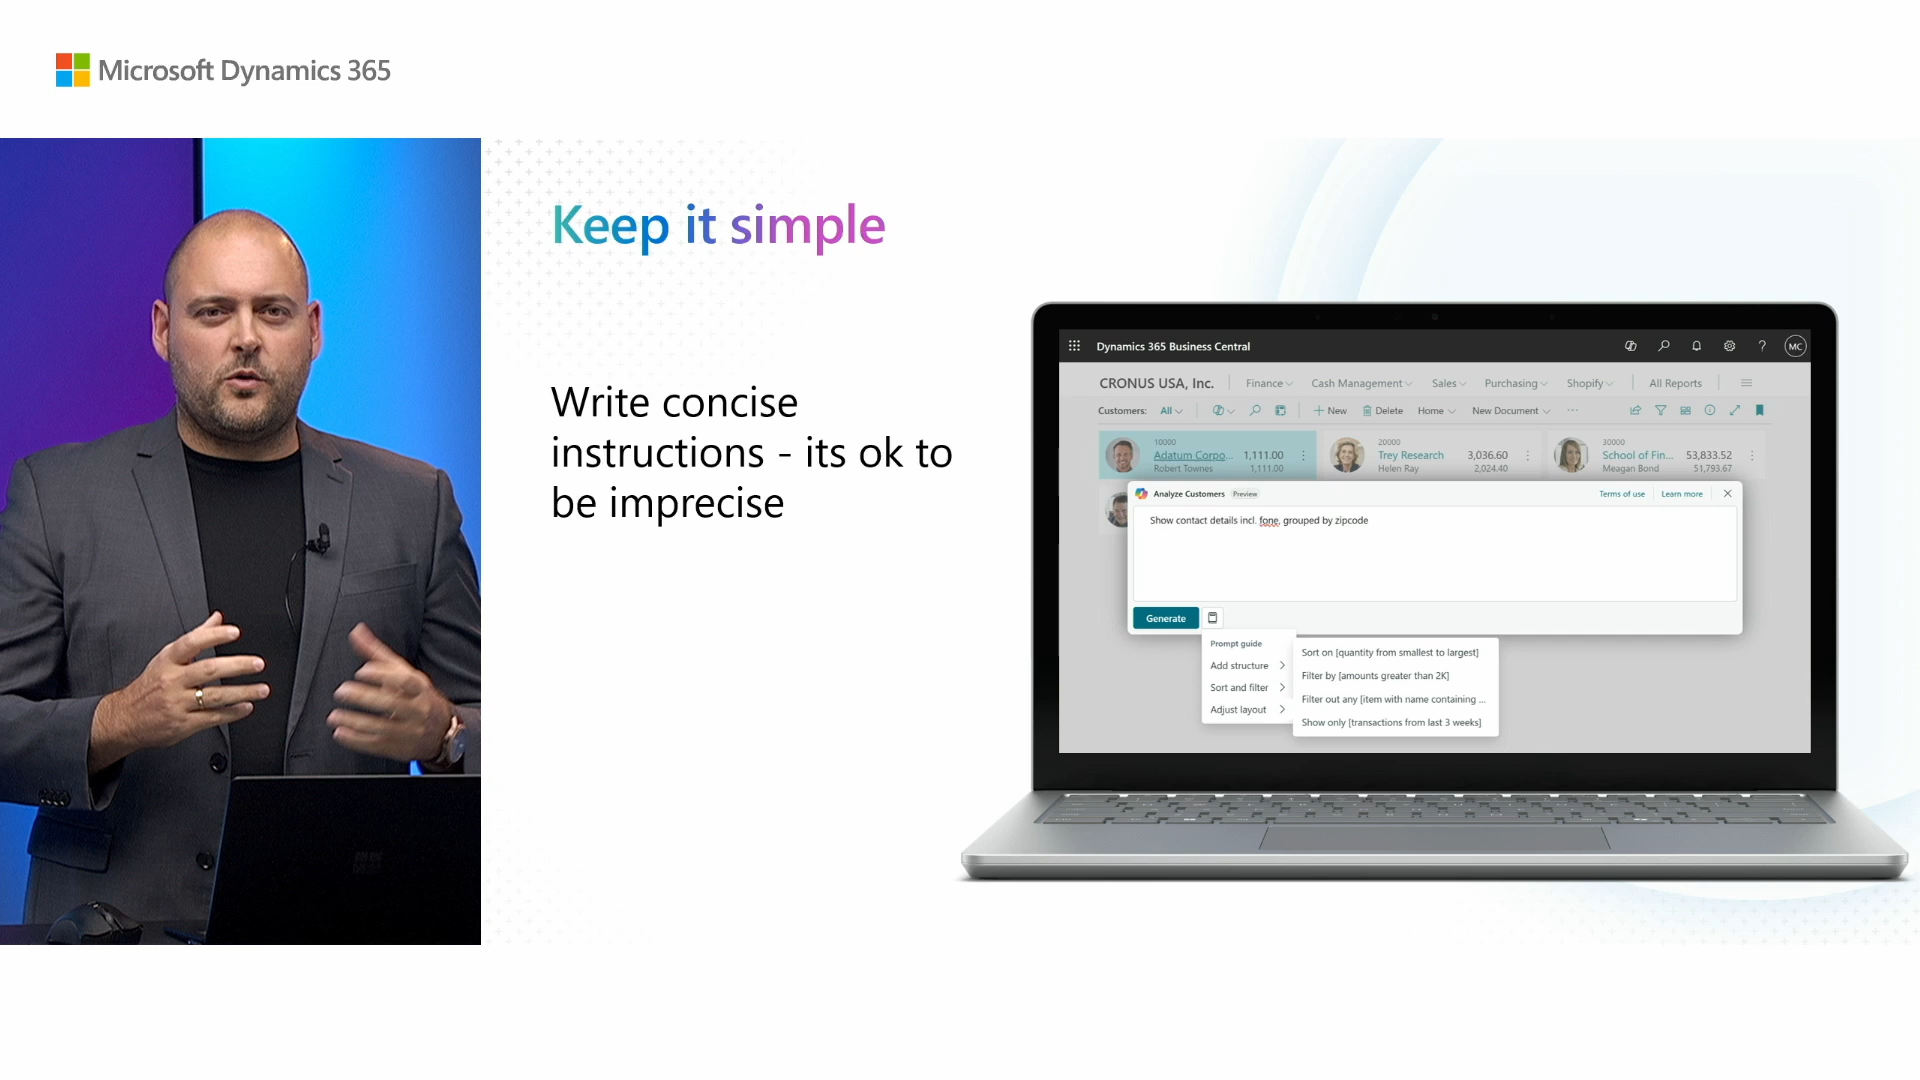 Microsoft Dynamics 365
Keep it simple
Write concise
instructions - its ok to
be imprecise
Dynamics 365 Business Central
? MC
CRONUS USA, Inc. Finance Cash Management Sales Purchasing Shopify All Reports
Customers: All New Delete Home New Document ...
10000
Adatum Corpo... 1,111.00
Robert Townes 1,111.00
20000
Trey Research 3,036.60
Helen Ray 2,024.40
30000
School of Fin... 53,833.52
Meagan Bond 51,793.67
Analyze Customers Preview Terms of use Learn more
Show contact details incl. fone, grouped by zipcode
Generate
Prompt guide
Add structure
Sort and filter
Adjust layout
Sort on [quantity from smallest to largest]
Filter by [amounts greater than 2K]
Filter out any [item with name containing ...
Show only [transactions from last 3 weeks]